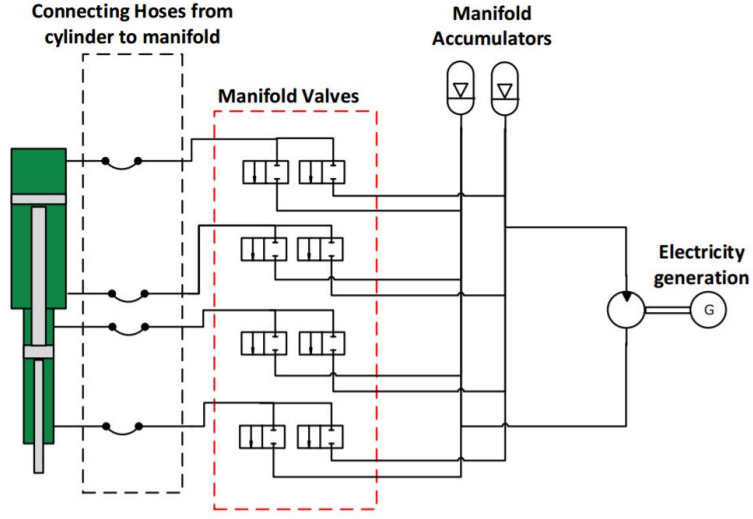 Connecting Hoses from
cylinder to manifold
Manifold
Accumulators
Manifold Valves
Electricity
generation
G